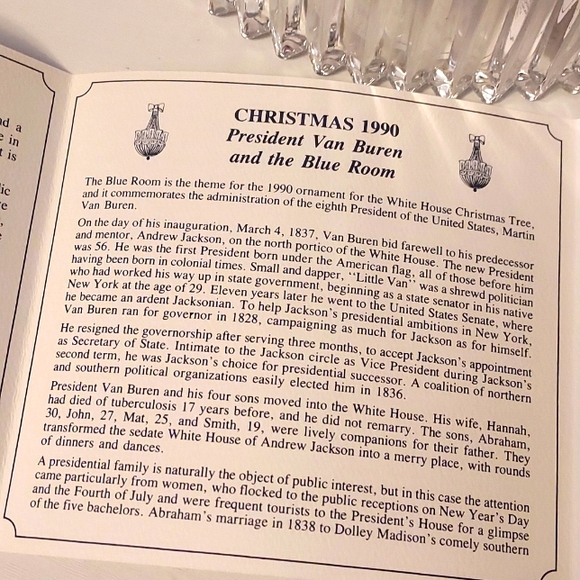 nd a
e in
t is
lic
re
,
e
CHRISTMAS 1990
President Van Buren
and the Blue Room
The Blue Room is the theme for the 1990 ornament for the White House Christmas Tree,
and it commemorates the administration of the eighth President of the United States, Martin
Van Buren.
On the day of his inauguration, March 4, 1837, Van Buren bid farewell to his predecessor
and mentor, Andrew Jackson, on the north portico of the White House. The new President
was 56. He was the first President born under the American flag, all of those before him
having been born in colonial times. Small and dapper, "Little Van" was a shrewd politician
who had worked his way up in state government, beginning as a state senator in his native
New York at the age of 29. Eleven years later he went to the United States Senate, where
he became an ardent Jacksonian. To help Jackson's presidential ambitions in New York,
Van Buren ran for governor in 1828, campaigning as much for Jackson as for himself.
He resigned the governorship after serving three months, to accept Jackson's appointment
as Secretary of State. Intimate to the Jackson circle as Vice President during Jackson's
second term, he was Jackson's choice for presidential successor. A coalition of northern
and southern political organizations easily elected him in 1836.
President Van Buren and his four sons moved into the White House. His wife, Hannah,
had died of tuberculosis 17 years before, and he did not remarry. The sons, Abraham,
30, John, 27, Mat, 25, and Smith, 19, were lively companions for their father. They
transformed the sedate White House of Andrew Jackson into a merry place, with rounds
of dinners and dances.
A presidential family is naturally the object of public interest, but in this case the attention
came particularly from women, who flocked to the public receptions on New Year's Day
and the Fourth of July and were frequent tourists to the President's House for a glimpse
of the five bachelors. Abraham's marriage in 1838 to Dolley Madison's comely southern